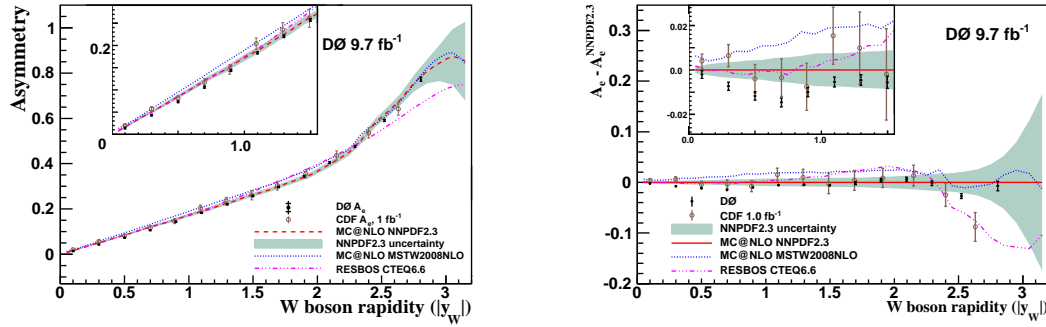 Asymmetry
1
0.8
0.6
0.4
0.2
0
0 0.5 1 1.5 2 2.5 3
W boson rapidity (|y_W|)
0.2
0 1.0
DØ 9.7 fb⁻¹
DØ A_e
CDF A_e, 1 fb⁻¹
MC@NLO NNPDF2.3
NNPDF2.3 uncertainty
MC@NLO MSTW2008NLO
RESBOS CTEQ6.6
A_e - A_e^NNPDF2.3
0.3
0.2
0.1
0
-0.1
-0.2
0 0.5 1 1.5 2 2.5 3
W boson rapidity (|y_W|)
0.02
0.01
0.00
-0.01
-0.02
0.0 1.0
DØ 9.7 fb⁻¹
DØ
CDF 1.0 fb⁻¹
NNPDF2.3 uncertainty
MC@NLO NNPDF2.3
MC@NLO MSTW2008NLO
RESBOS CTEQ6.6